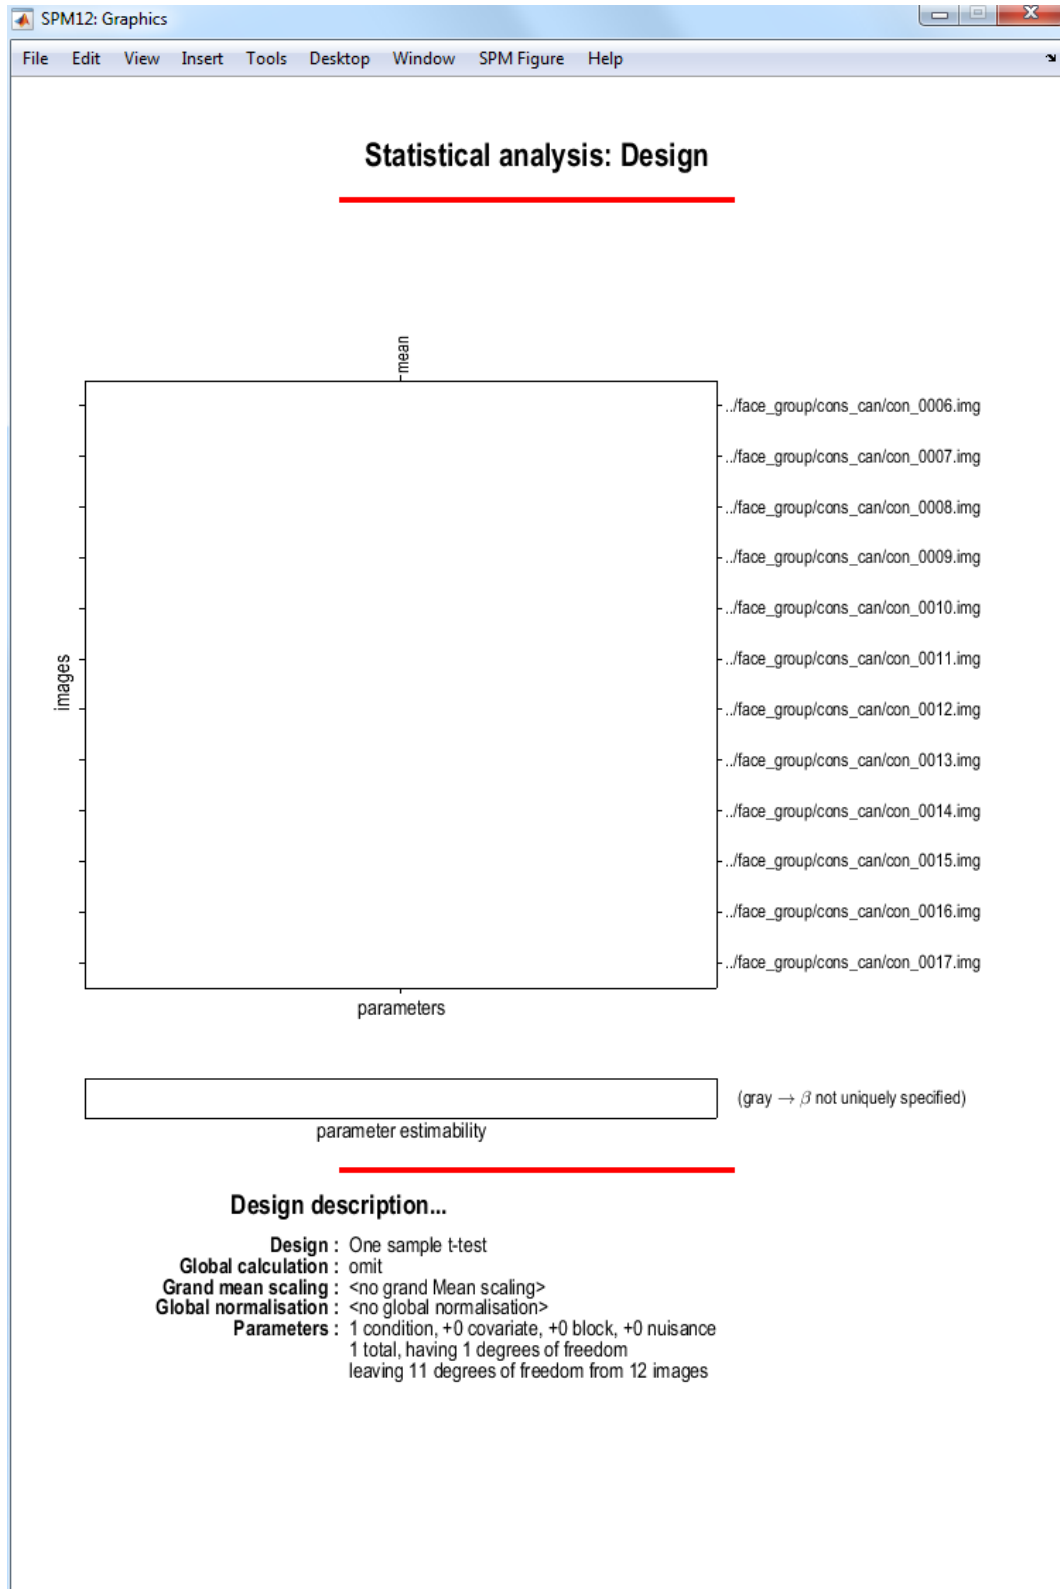 SPM12: Graphics
File Edit View Insert Tools Desktop Window SPM Figure Help
Statistical analysis: Design
mean
../face_group/cons_can/con_0006.img
../face_group/cons_can/con_0007.img
../face_group/cons_can/con_0008.img
../face_group/cons_can/con_0009.img
../face_group/cons_can/con_0010.img
../face_group/cons_can/con_0011.img
images
../face_group/cons_can/con_0012.img
../face_group/cons_can/con_0013.img
../face_group/cons_can/con_0014.img
../face_group/cons_can/con_0015.img
../face_group/cons_can/con_0016.img
../face_group/cons_can/con_0017.img
parameters
(gray → β not uniquely specified)
parameter estimability
Design description...
Design : One sample t-test
Global calculation : omit
Grand mean scaling : <no grand Mean scaling>
Global normalisation : <no global normalisation>
Parameters : 1 condition, +0 covariate, +0 block, +0 nuisance
1 total, having 1 degrees of freedom
leaving 11 degrees of freedom from 12 images